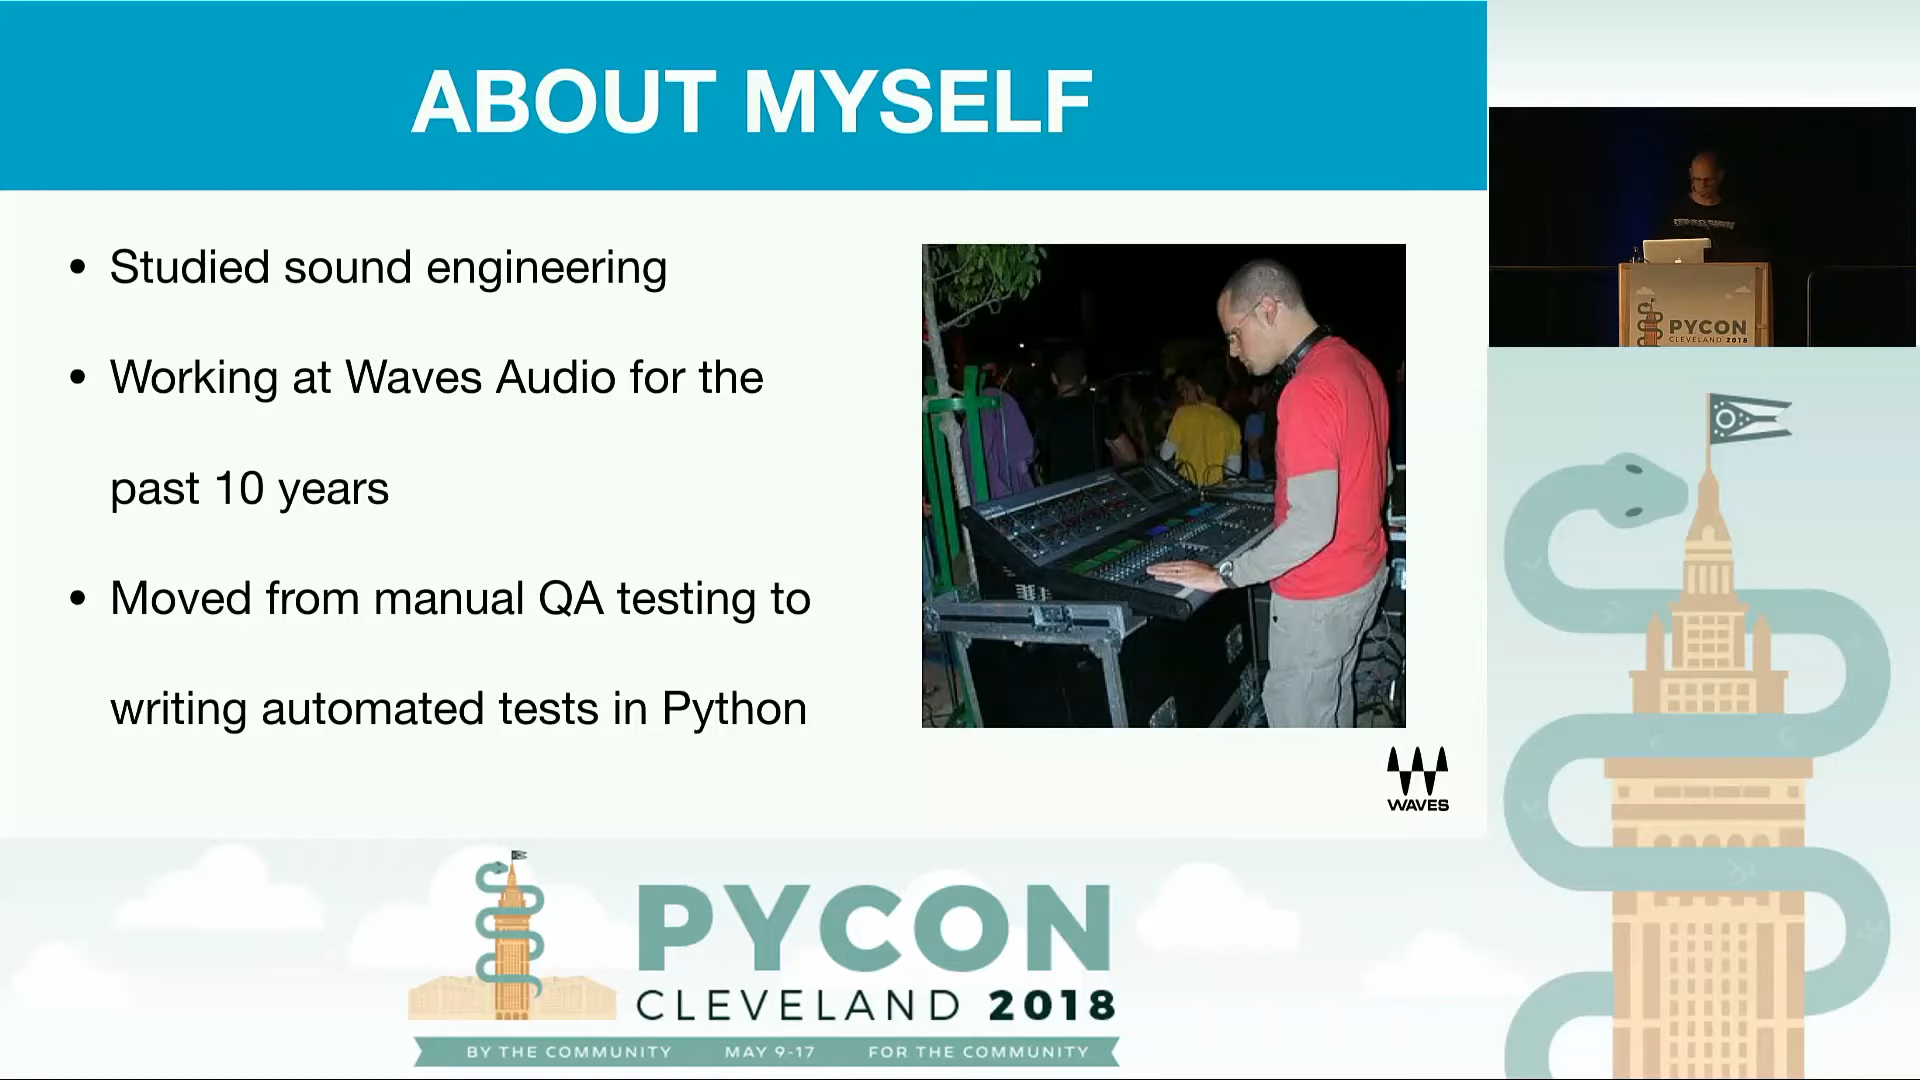 ABOUT MYSELF
• Studied sound engineering
• Working at Waves Audio for the
past 10 years
• Moved from manual QA testing to
writing automated tests in Python
WAVES
PYCON
CLEVELAND 2018
PYCON
CLEVELAND 2018
BY THE COMMUNITY MAY 9-17 FOR THE COMMUNITY